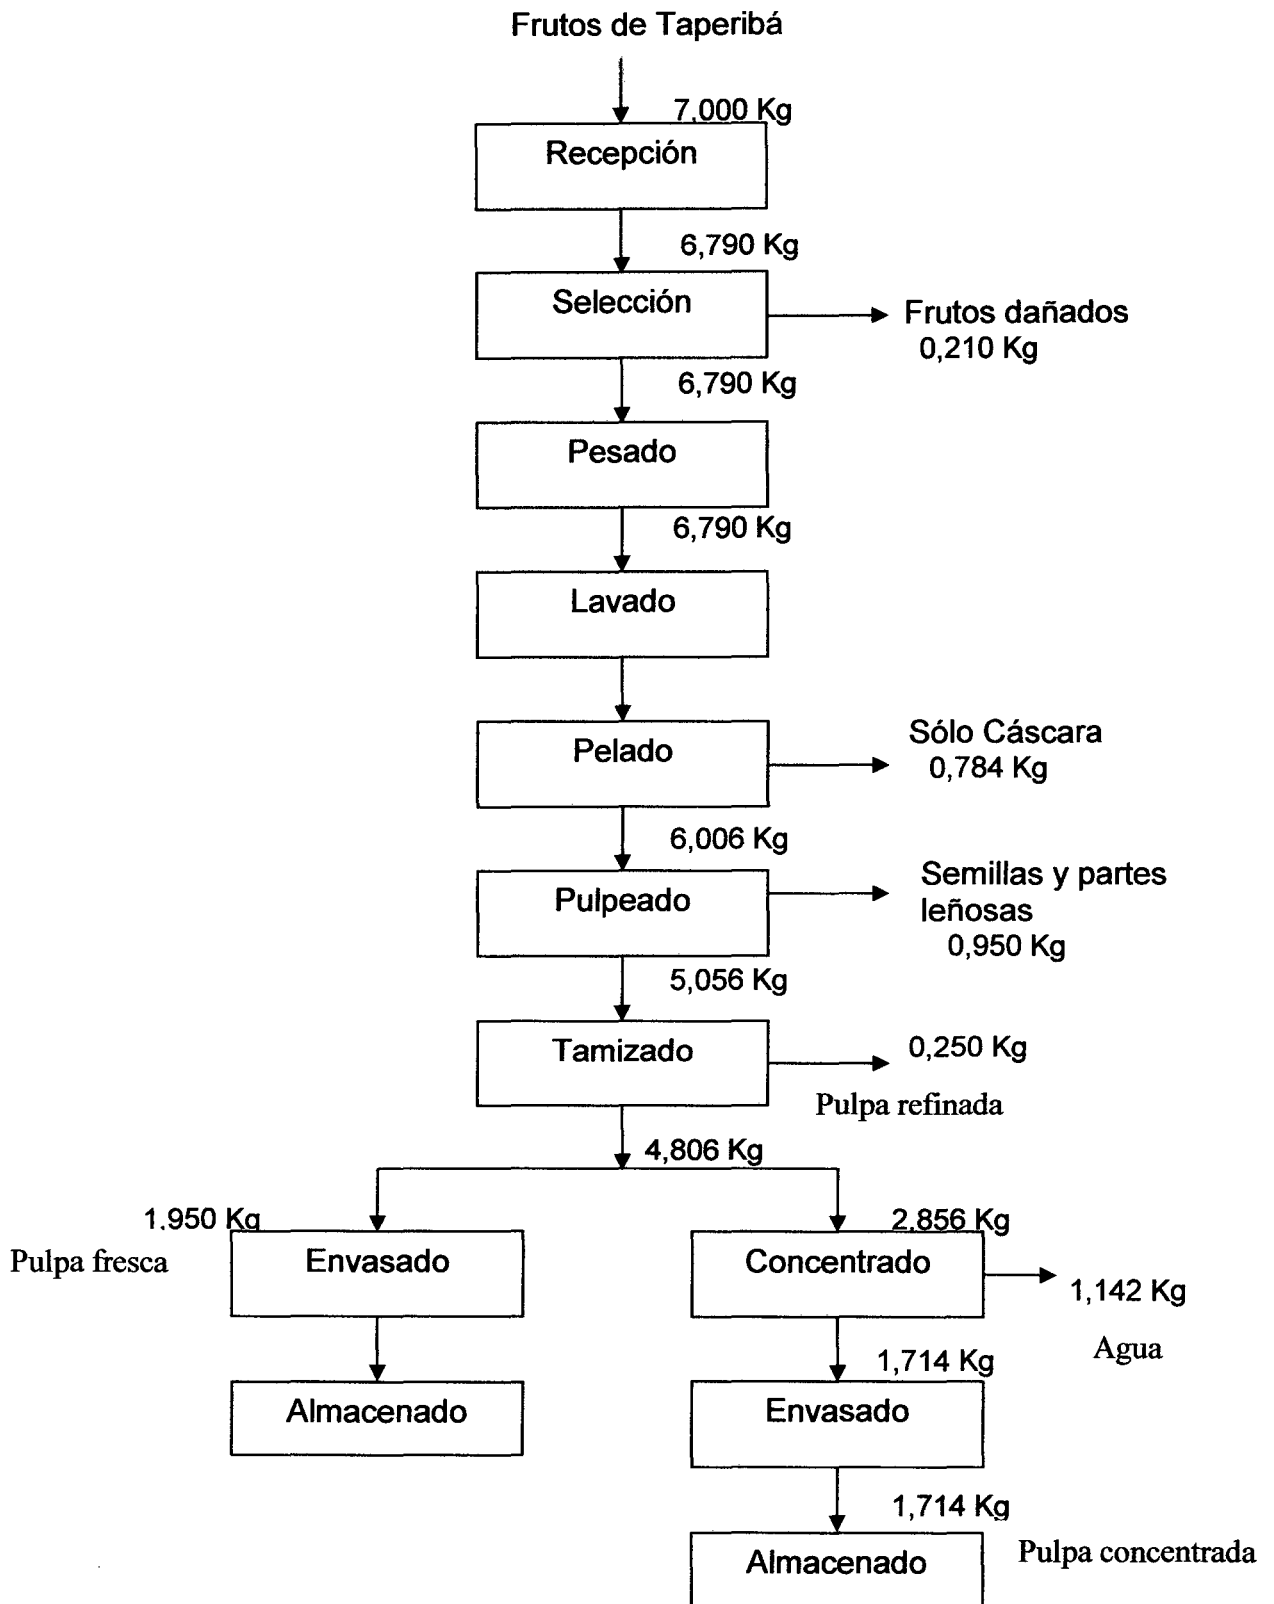 Frutos de Taperibá
7,000 Kg
Recepción
6,790 Kg
Selección
Frutos dañados
0,210 Kg
6,790 Kg
Pesado
6,790 Kg
Lavado
Pelado
Sólo Cáscara
0,784 Kg
6,006 Kg
Pulpeado
Semillas y partes
leñosas
0,950 Kg
5,056 Kg
Tamizado
0,250 Kg
Pulpa refinada
4,806 Kg
1,950 Kg
Pulpa fresca
Envasado
Almacenado
2,856 Kg
Concentrado
1,142 Kg
Agua
1,714 Kg
Envasado
1,714 Kg
Almacenado
Pulpa concentrada